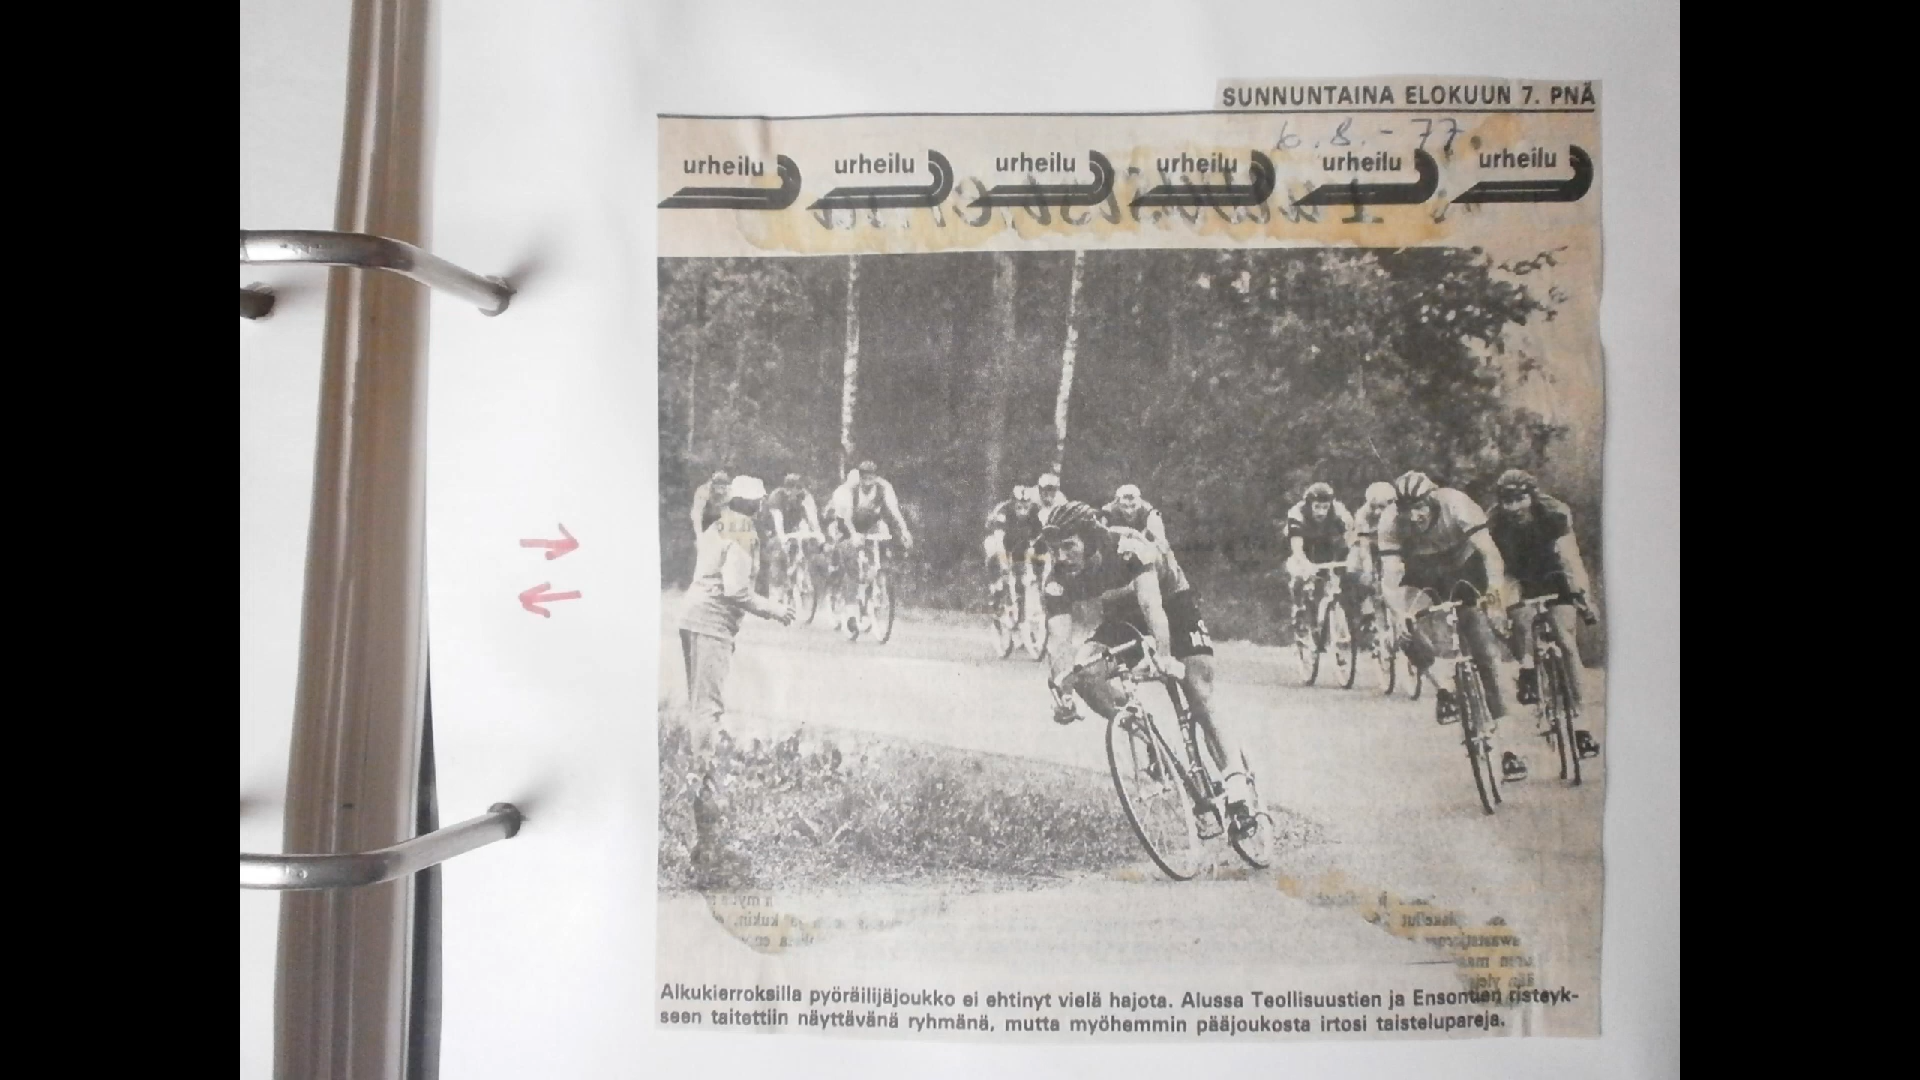 SUNNUNTAINA ELOKUUN 7. PNÄ
6.8.-77.
urheilu urheilu urheilu urheilu urheilu urheilu
Alkukierroksilla pyöräilijäjoukko ei ehtinyt vielä hajota. Alussa Teollisuustien ja Ensontien risteyk-
seen taitettiin näyttävänä ryhmänä, mutta myöhemmin pääjoukosta irtosi taistelupareja.